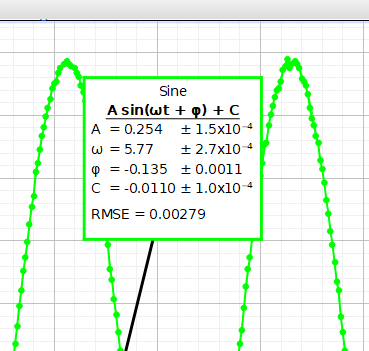 Sine
A sin(ωt + φ) + C
A = 0.254 ± 1.5x10⁻⁴
ω = 5.77 ± 2.7x10⁻⁴
φ = -0.135 ± 0.0011
C = -0.0110 ± 1.0x10⁻⁴
RMSE = 0.00279